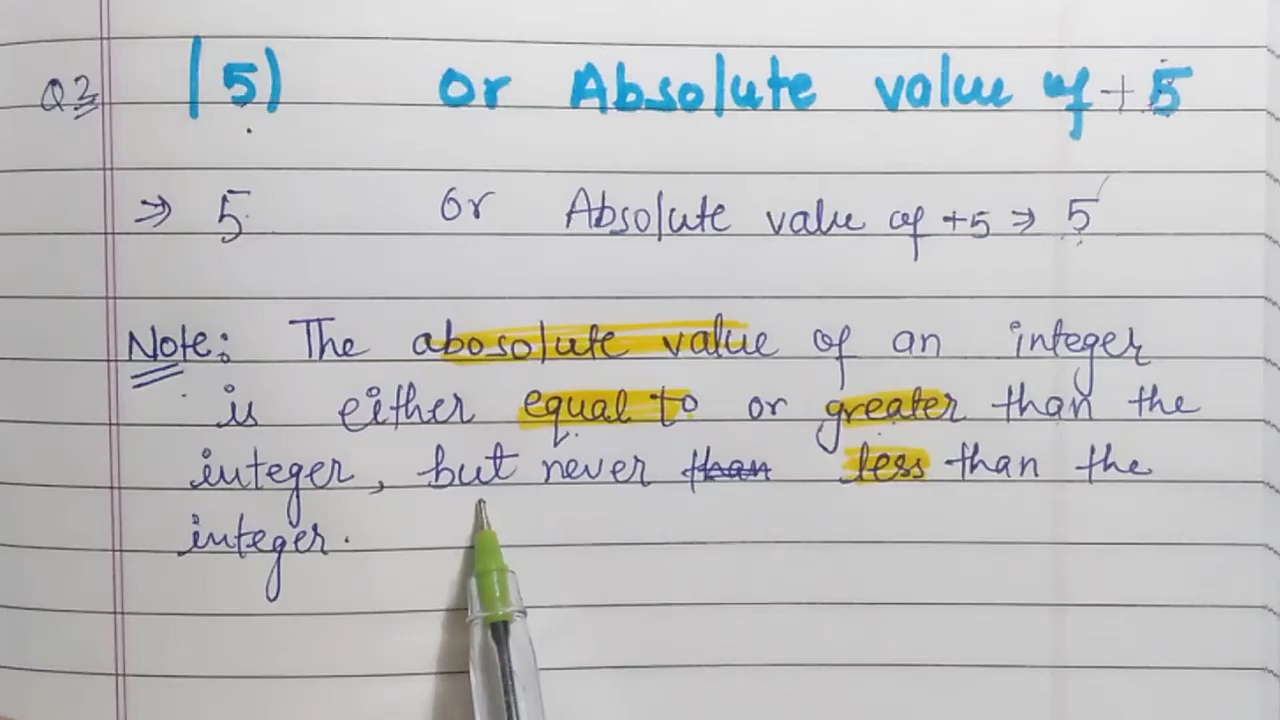 Q2 |5) or Absolute value of +5
⇒ 5 or Absolute value of +5 ⇒ 5
Note: The abosolute value of an integer
is either equal to or greater than the
integer, but never than less than the
integer.